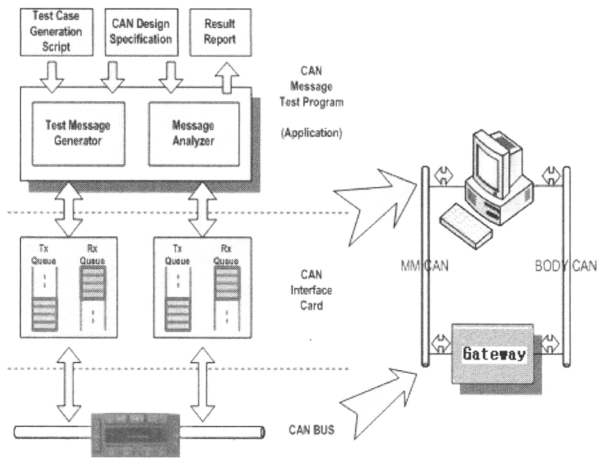 Test Case
Generation
Script
CAN Design
Specification
Result
Report
CAN
Message
Test Program
(Application)
Test Message
Generator
Message
Analyzer
Tx
Queue
Rx
Queue
Tx
Queue
Rx
Queue
CAN
Interface
Card
MM CAN
BODY CAN
Gateway
CAN BUS